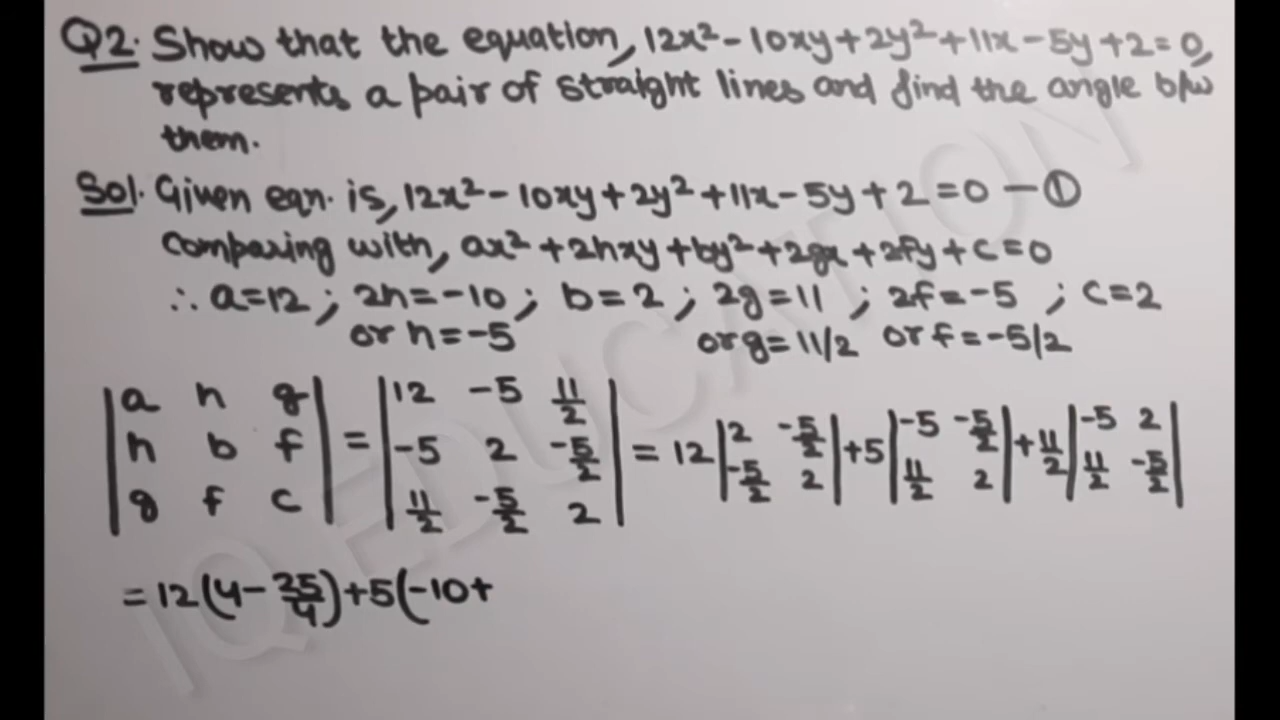 Q2. Show that the equation, 12x² - 10xy + 2y² + 11x - 5y + 2 = 0,
represents a pair of straight lines and find the angle b/w
them.
Sol. Given eqn. is, 12x² - 10xy + 2y² + 11x - 5y + 2 = 0 — ①
Comparing with, ax² + 2hxy + by² + 2gx + 2fy + c = 0
∴ a=12 ; 2h=-10 ; b=2 ; 2g=11 ; 2f=-5 ; c=2
or h=-5 or g=11/2 or f=-5/2
|a h g; h b f; g f c| = |12 -5 11/2; -5 2 -5/2; 11/2 -5/2 2| = 12|2 -5/2; -5/2 2| + 5|-5 -5/2; 11/2 2| + 11/2|-5 2; 11/2 -5/2|
= 12(4 - 25/4) + 5(-10+
IQ EDUCATION